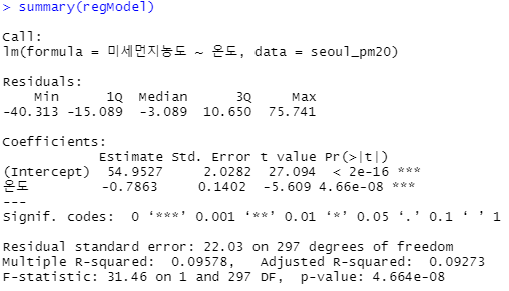 > summary(regModel)
Call:
lm(formula = 미세먼지농도 ~ 온도, data = seoul_pm20)
Residuals:
    Min      1Q  Median      3Q     Max
-40.313 -15.089  -3.089  10.650  75.741
Coefficients:
            Estimate Std. Error t value Pr(>|t|)
(Intercept)  54.9527     2.0282  27.094  < 2e-16 ***
온도         -0.7863     0.1402  -5.609 4.66e-08 ***
---
Signif. codes:  0 ‘***’ 0.001 ‘**’ 0.01 ‘*’ 0.05 ‘.’ 0.1 ‘ ’ 1
Residual standard error: 22.03 on 297 degrees of freedom
Multiple R-squared:  0.09578,   Adjusted R-squared:  0.09273
F-statistic: 31.46 on 1 and 297 DF,  p-value: 4.664e-08